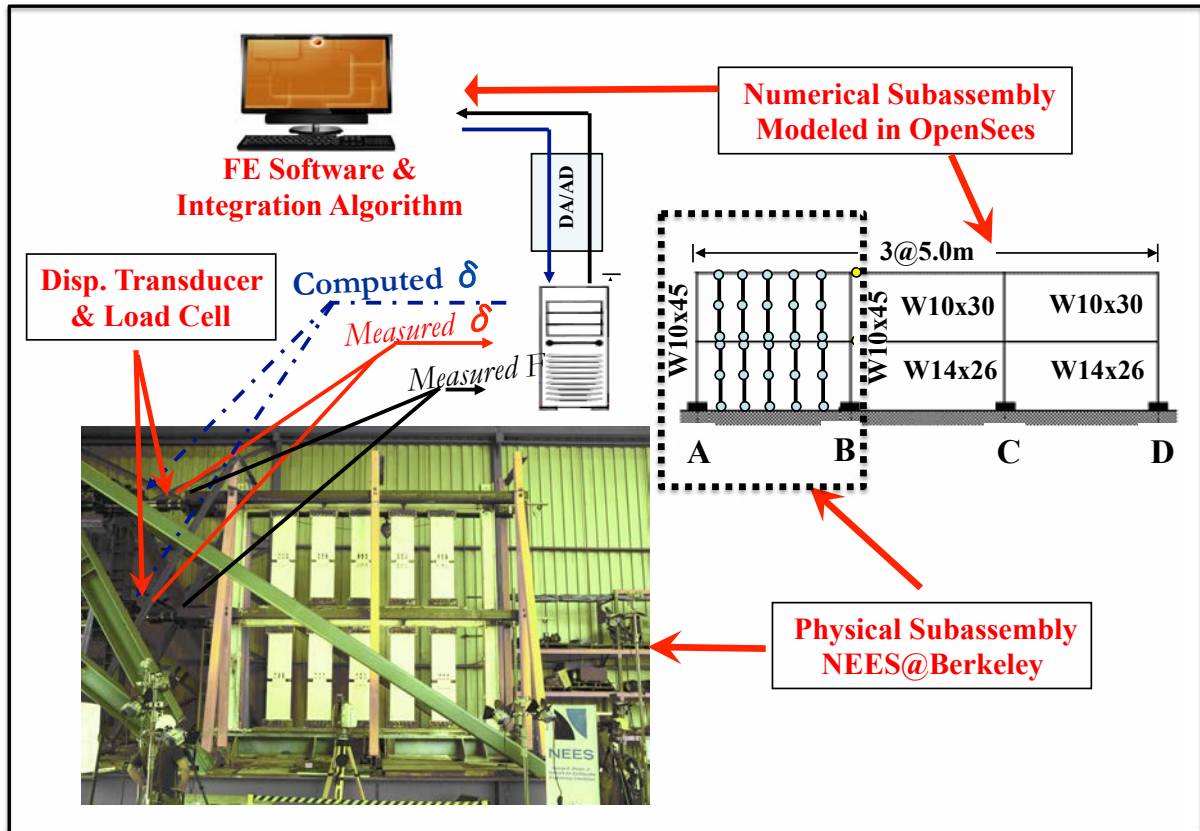 Numerical Subassembly
Modeled in OpenSees
FE Software &
Integration Algorithm
DA/AD
Disp. Transducer
& Load Cell
Computed δ
Measured δ
Measured F
3@5.0m
W10x45
W10x45
W10x30
W10x30
W14x26
W14x26
A
B
C
D
Physical Subassembly
NEES@Berkeley
NEES